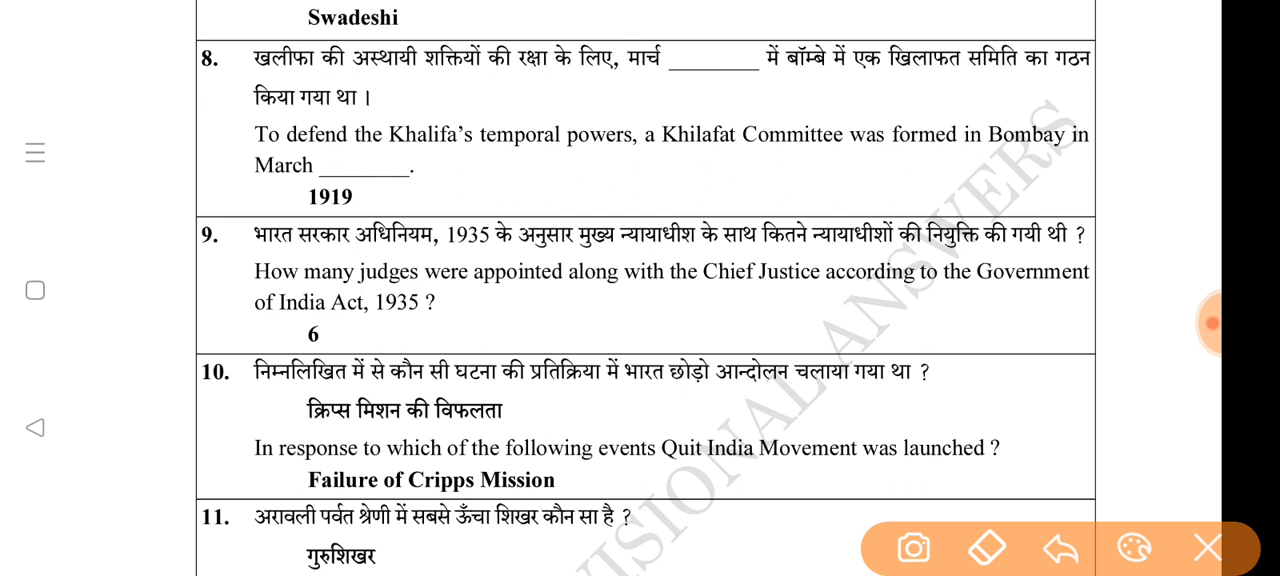 Swadeshi
8. खलीफा की अस्थायी शक्तियों की रक्षा के लिए, मार्च ________ में बॉम्बे में एक खिलाफत समिति का गठन
किया गया था ।
To defend the Khalifa’s temporal powers, a Khilafat Committee was formed in Bombay in
March ________.
1919
9. भारत सरकार अधिनियम, 1935 के अनुसार मुख्य न्यायाधीश के साथ कितने न्यायाधीशों की नियुक्ति की गयी थी ?
How many judges were appointed along with the Chief Justice according to the Government
of India Act, 1935 ?
6
10. निम्नलिखित में से कौन सी घटना की प्रतिक्रिया में भारत छोड़ो आन्दोलन चलाया गया था ?
क्रिप्स मिशन की विफलता
In response to which of the following events Quit India Movement was launched ?
Failure of Cripps Mission
11. अरावली पर्वत श्रेणी में सबसे ऊँचा शिखर कौन सा है ?
गुरुशिखर
VISIONAL ANSWERS